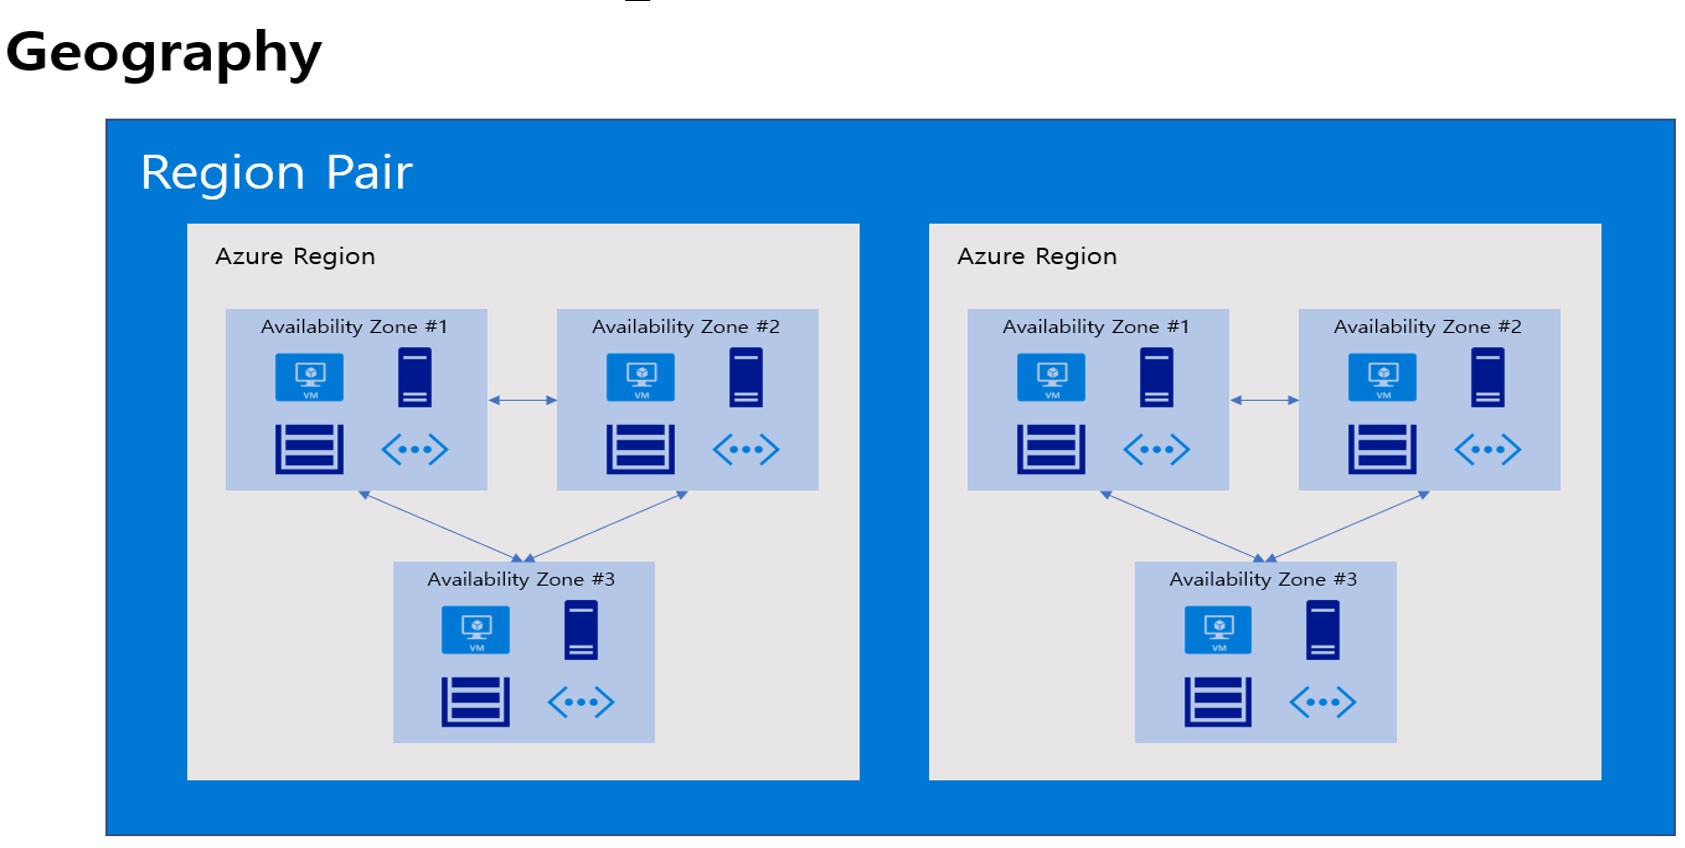 Geography
Region Pair
Azure Region
Availability Zone #1
VM
Availability Zone #2
VM
Availability Zone #3
VM
Azure Region
Availability Zone #1
VM
Availability Zone #2
VM
Availability Zone #3
VM